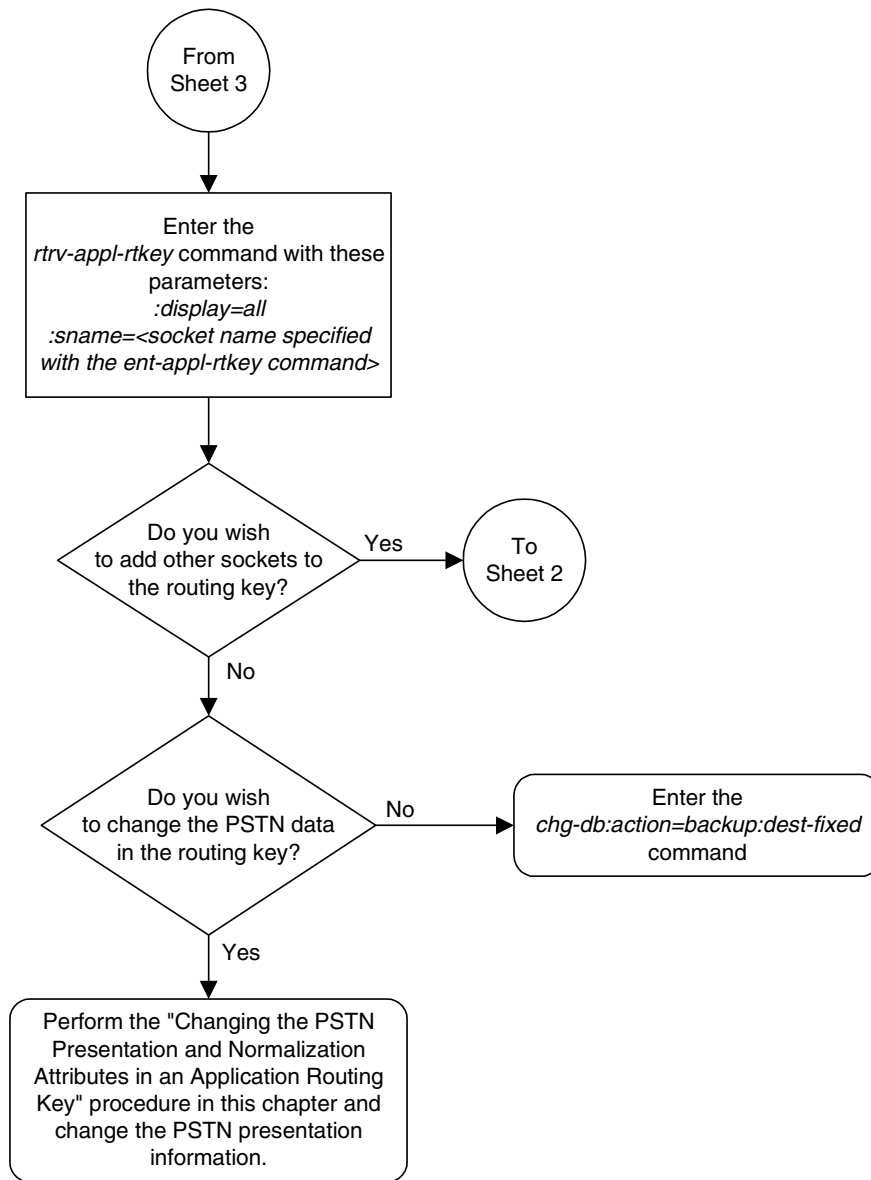 From
Sheet 3
Enter the
rtrv-appl-rtkey command with these
parameters:
:display=all
:sname=<socket name specified
with the ent-appl-rtkey command>
Do you wish
to add other sockets to
the routing key?
Yes
To
Sheet 2
No
Do you wish
to change the PSTN data
in the routing key?
No
Enter the
chg-db:action=backup:dest-fixed
command
Yes
Perform the "Changing the PSTN
Presentation and Normalization
Attributes in an Application Routing
Key" procedure in this chapter and
change the PSTN presentation
information.